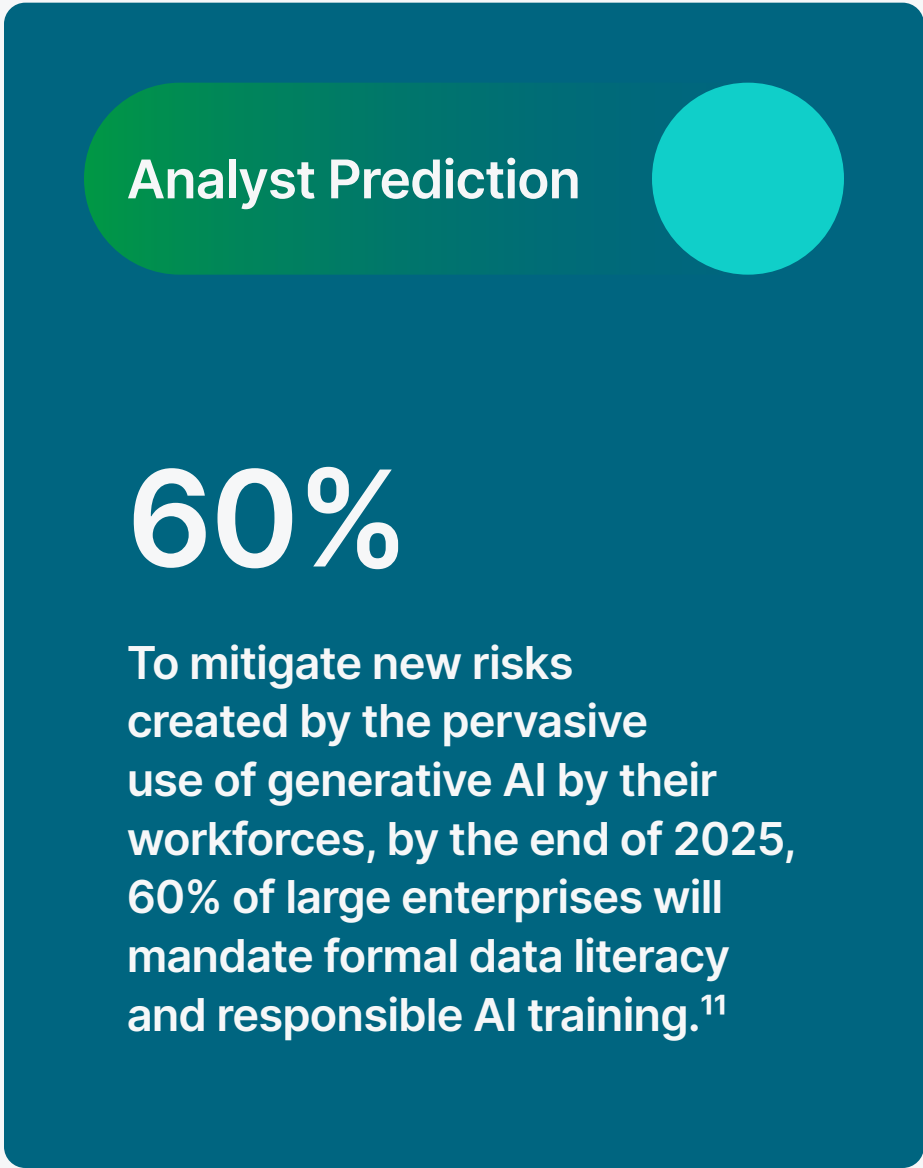 Analyst Prediction
60%
To mitigate new risks
created by the pervasive
use of generative AI by their
workforces, by the end of 2025,
60% of large enterprises will
mandate formal data literacy
and responsible AI training.¹¹